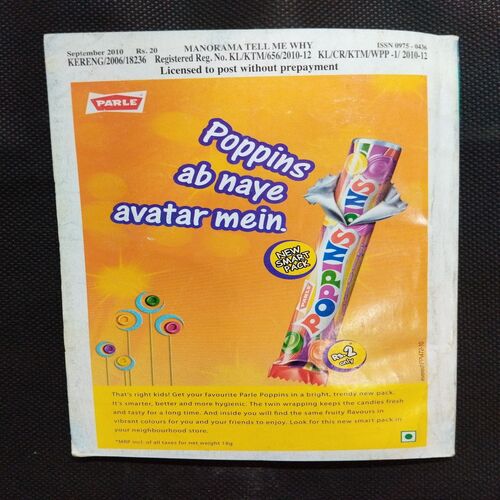 September 2010 Rs. 20 MANORAMA TELL ME WHY ISSN 0975 - 0436
KERENG/2006/18236 Registered Reg. No. KL/KTM/656/2010-12 KL/CR/KTM/WPP -1/ 2010-12
Licensed to post without prepayment
PARLE
Poppins
ab naye
avatar mein.
NEW
SMART
PACK
PARLE
POPPINS
PINS
Rs.2
only
That's right kids! Get your favourite Parle Poppins in a bright, trendy new pack.
It's smarter, better and more hygienic. The twin wrapping keeps the candies fresh
and tasty for a long time. And inside you will find the same fruity flavours in
vibrant colours for you and your friends to enjoy. Look for this new smart pack in
your neighbourhood store.
*MRP incl. of all taxes for net weight 18g